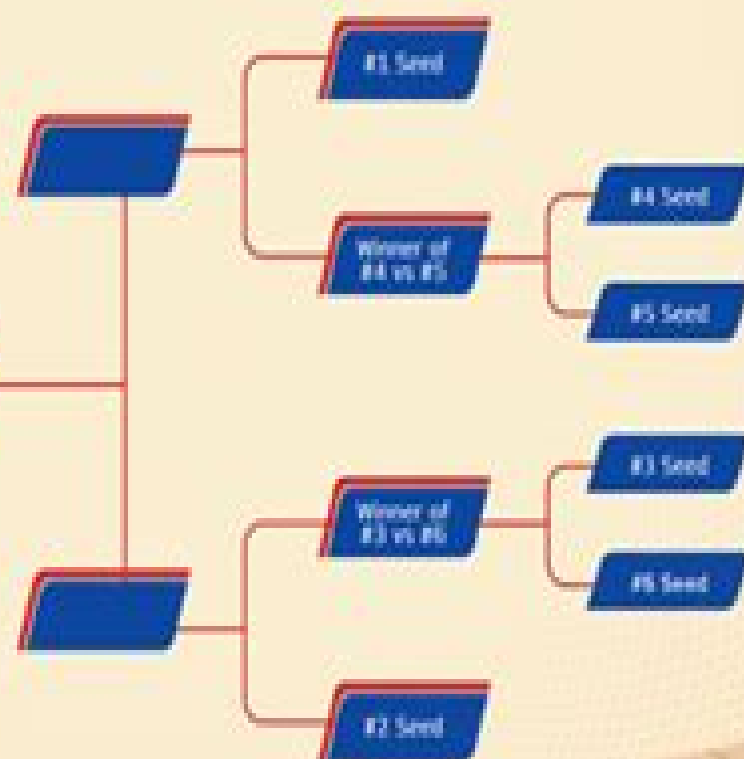 #1 Seed
Winner of
#4 vs #5
#4 Seed
#5 Seed
Winner of
#3 vs #6
#3 Seed
#6 Seed
#2 Seed